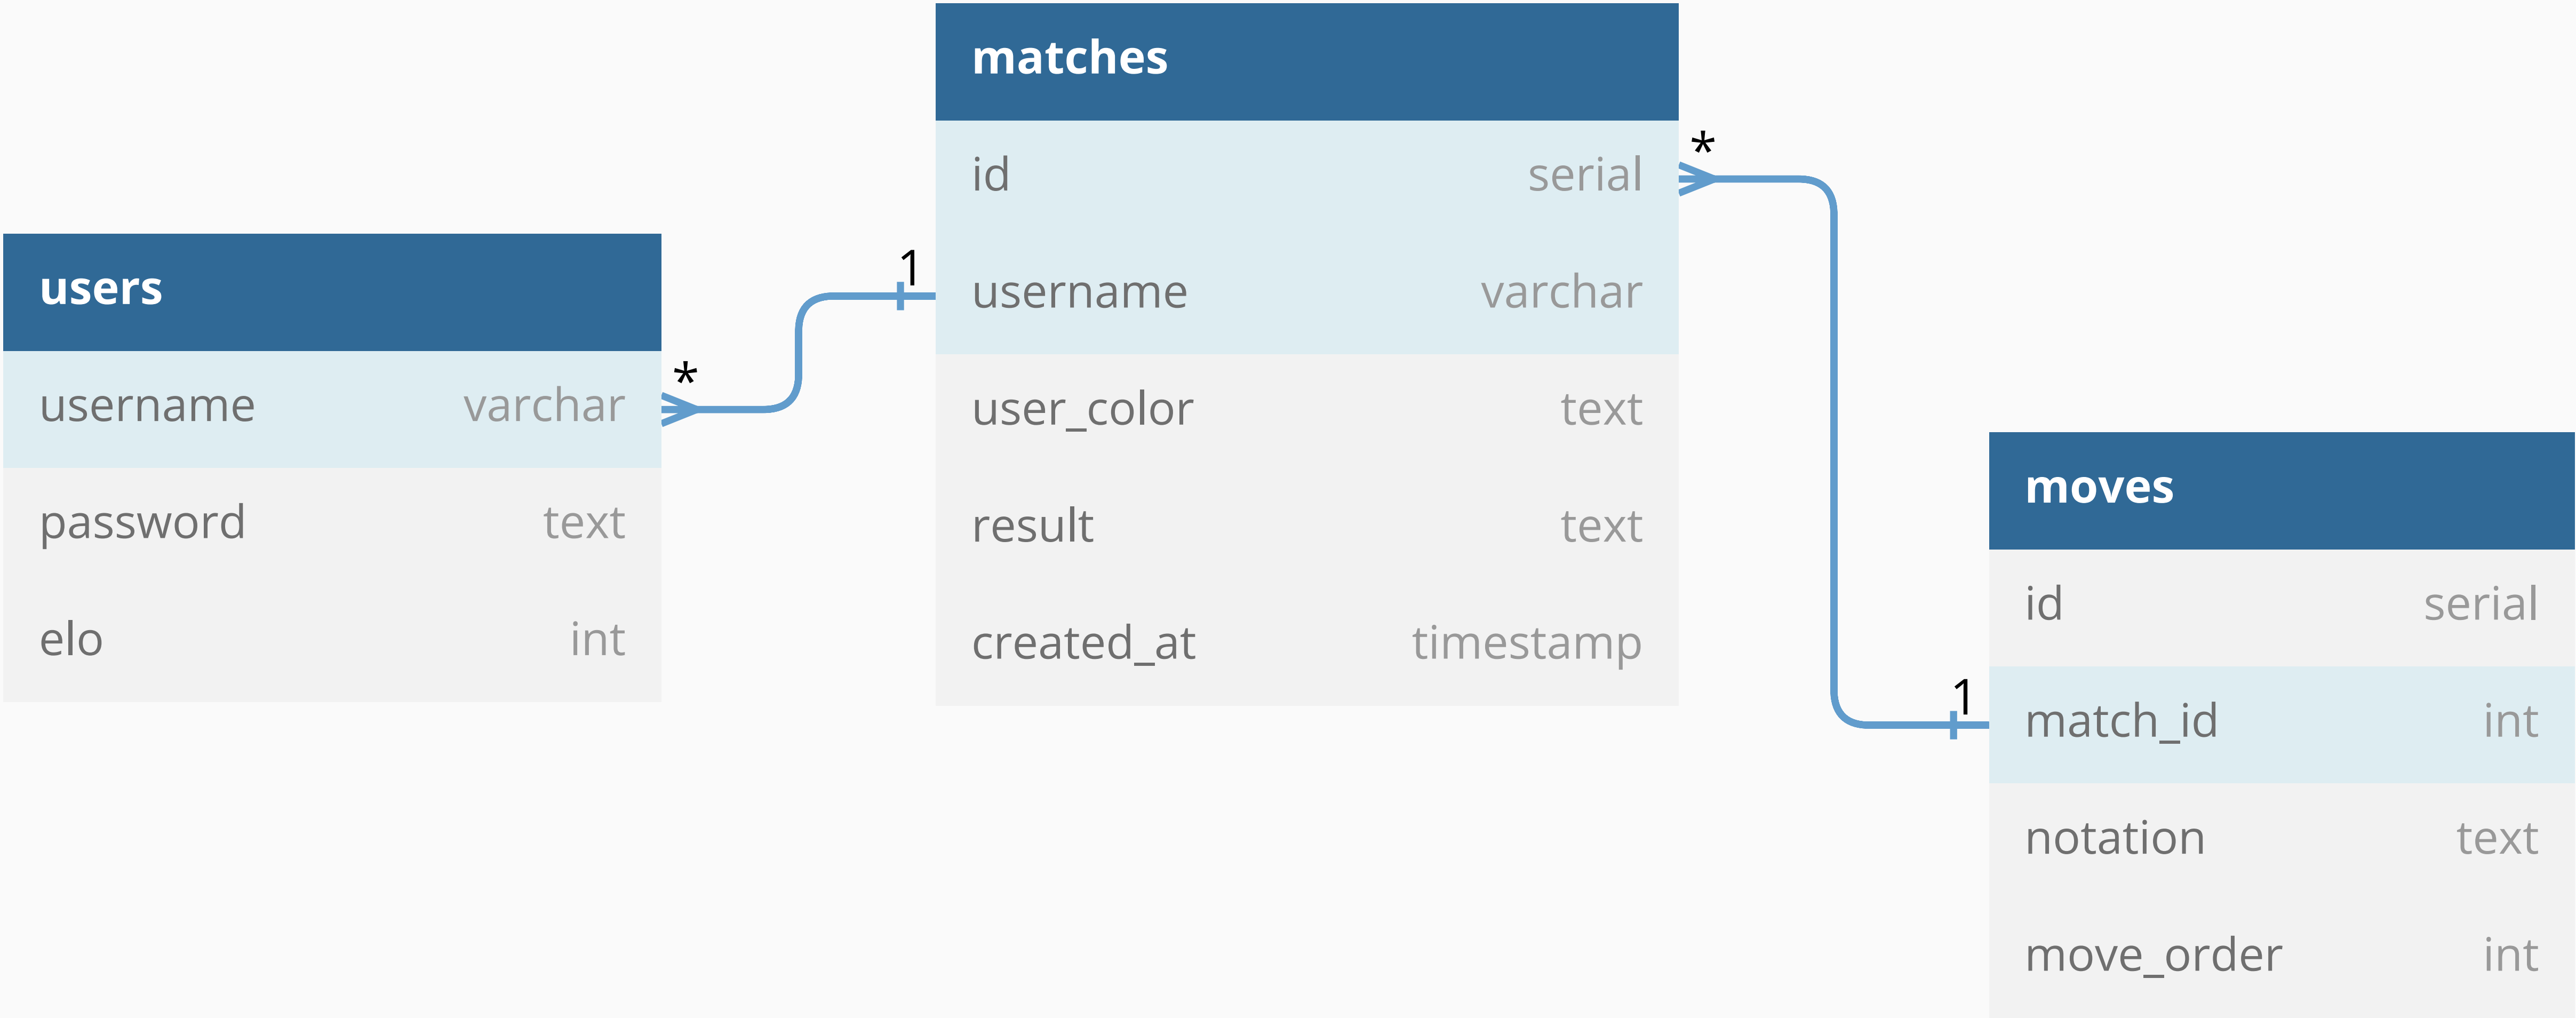 users
username varchar
password text
elo int
* 1
matches
id serial
username varchar
user_color text
result text
created_at timestamp
* 1
moves
id serial
match_id int
notation text
move_order int